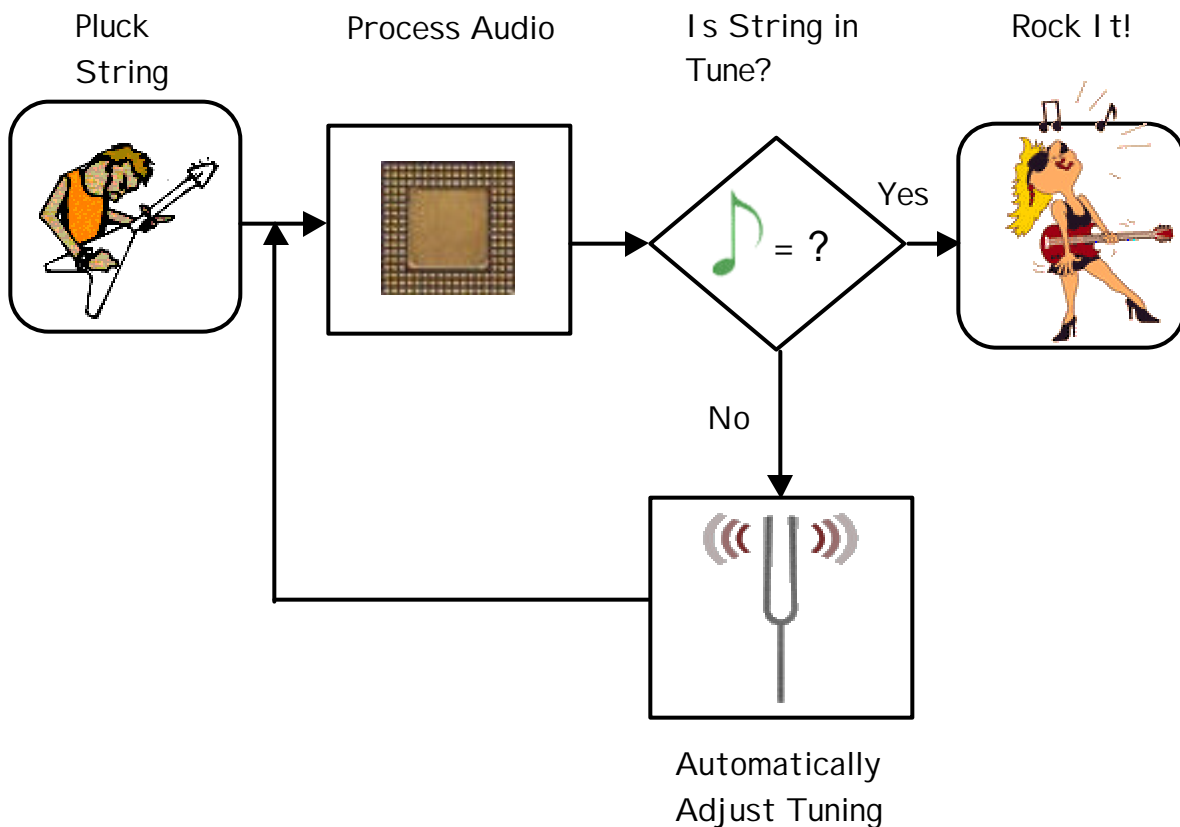 Pluck
String
Process Audio
Is String in
Tune?
Rock It!
= ?
Yes
No
Automatically
Adjust Tuning